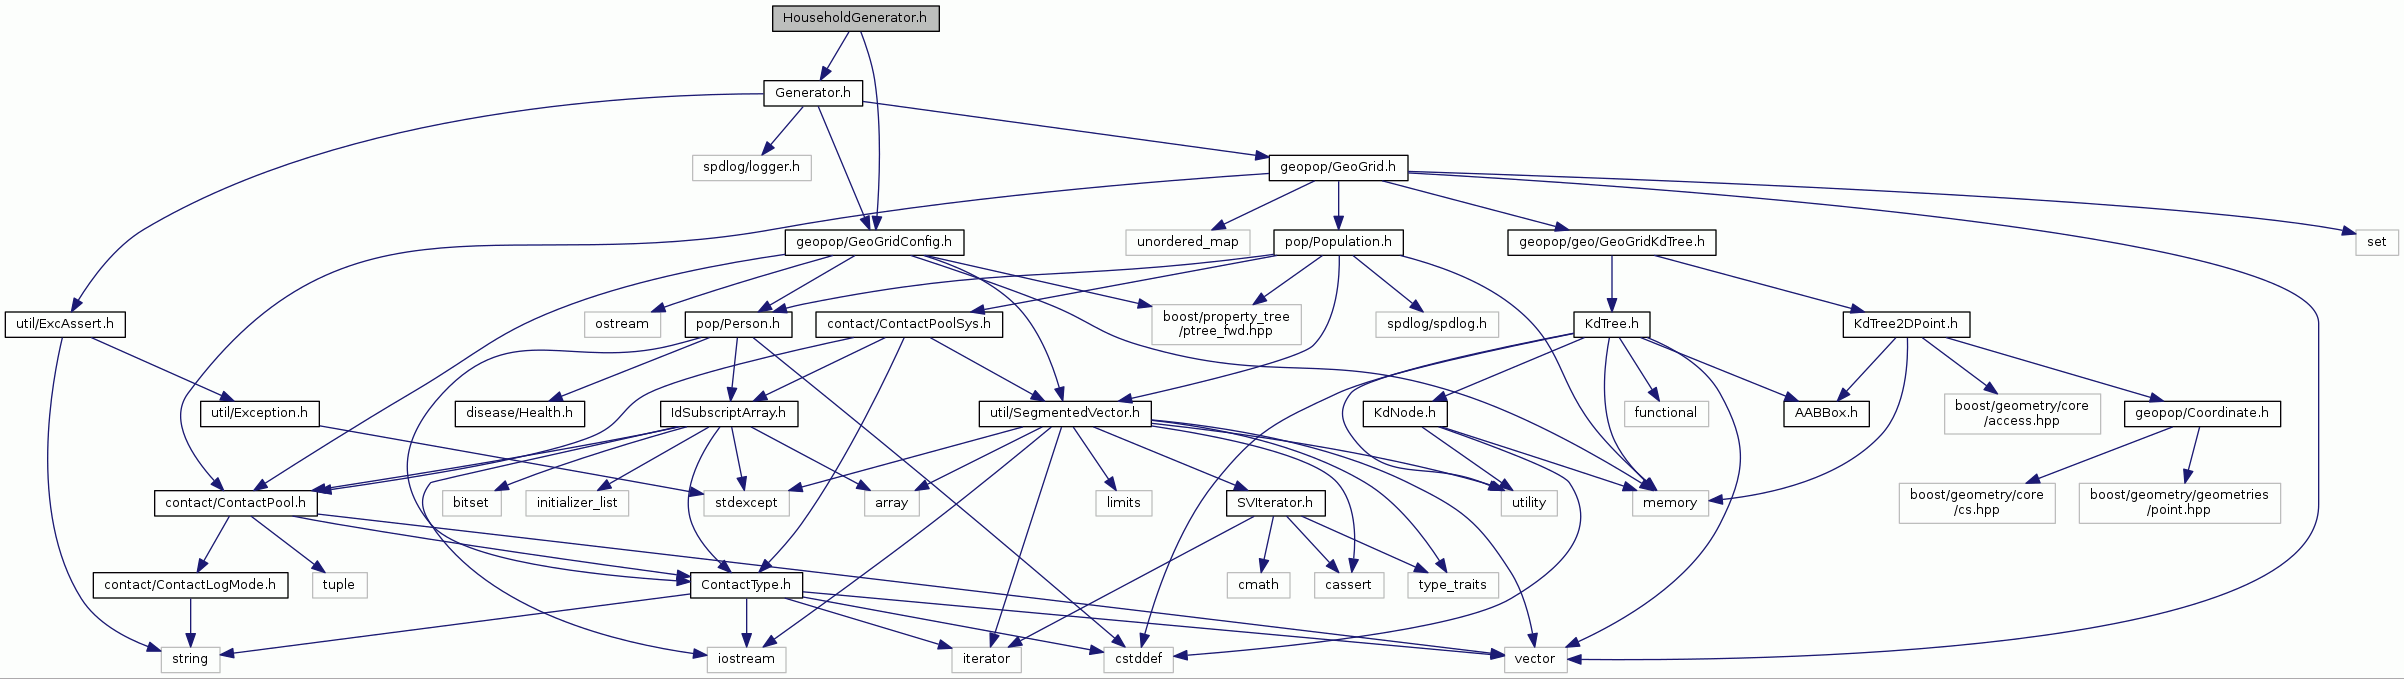 HouseholdGenerator.h
Generator.h
spdlog/logger.h
geopop/GeoGrid.h
geopop/GeoGridConfig.h
unordered_map
pop/Population.h
geopop/geo/GeoGridKdTree.h
set
util/ExcAssert.h
ostream
pop/Person.h
contact/ContactPoolSys.h
boost/property_tree
/ptree_fwd.hpp
spdlog/spdlog.h
KdTree.h
KdTree2DPoint.h
util/Exception.h
disease/Health.h
IdSubscriptArray.h
util/SegmentedVector.h
KdNode.h
functional
AABBox.h
boost/geometry/core
/access.hpp
geopop/Coordinate.h
contact/ContactPool.h
bitset
initializer_list
stdexcept
array
limits
SVIterator.h
utility
memory
boost/geometry/core
/cs.hpp
boost/geometry/geometries
/point.hpp
contact/ContactLogMode.h
tuple
ContactType.h
cmath
cassert
type_traits
string
iostream
iterator
cstddef
vector